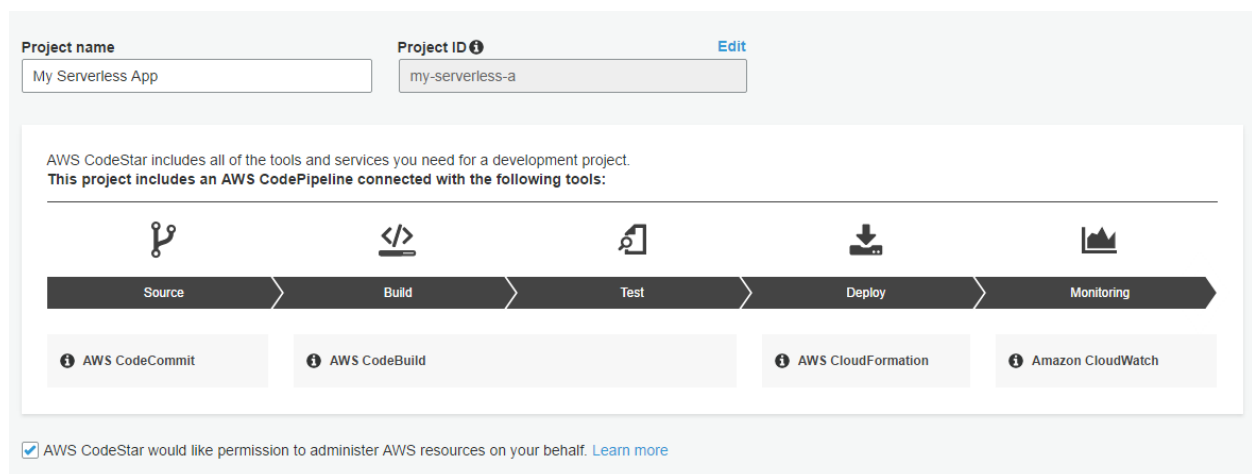 Project name
Project ID
Edit
My Serverless App
my-serverless-a
AWS CodeStar includes all of the tools and services you need for a development project.
This project includes an AWS CodePipeline connected with the following tools:
Source
Build
Test
Deploy
Monitoring
AWS CodeCommit
AWS CodeBuild
AWS CloudFormation
Amazon CloudWatch
AWS CodeStar would like permission to administer AWS resources on your behalf. Learn more